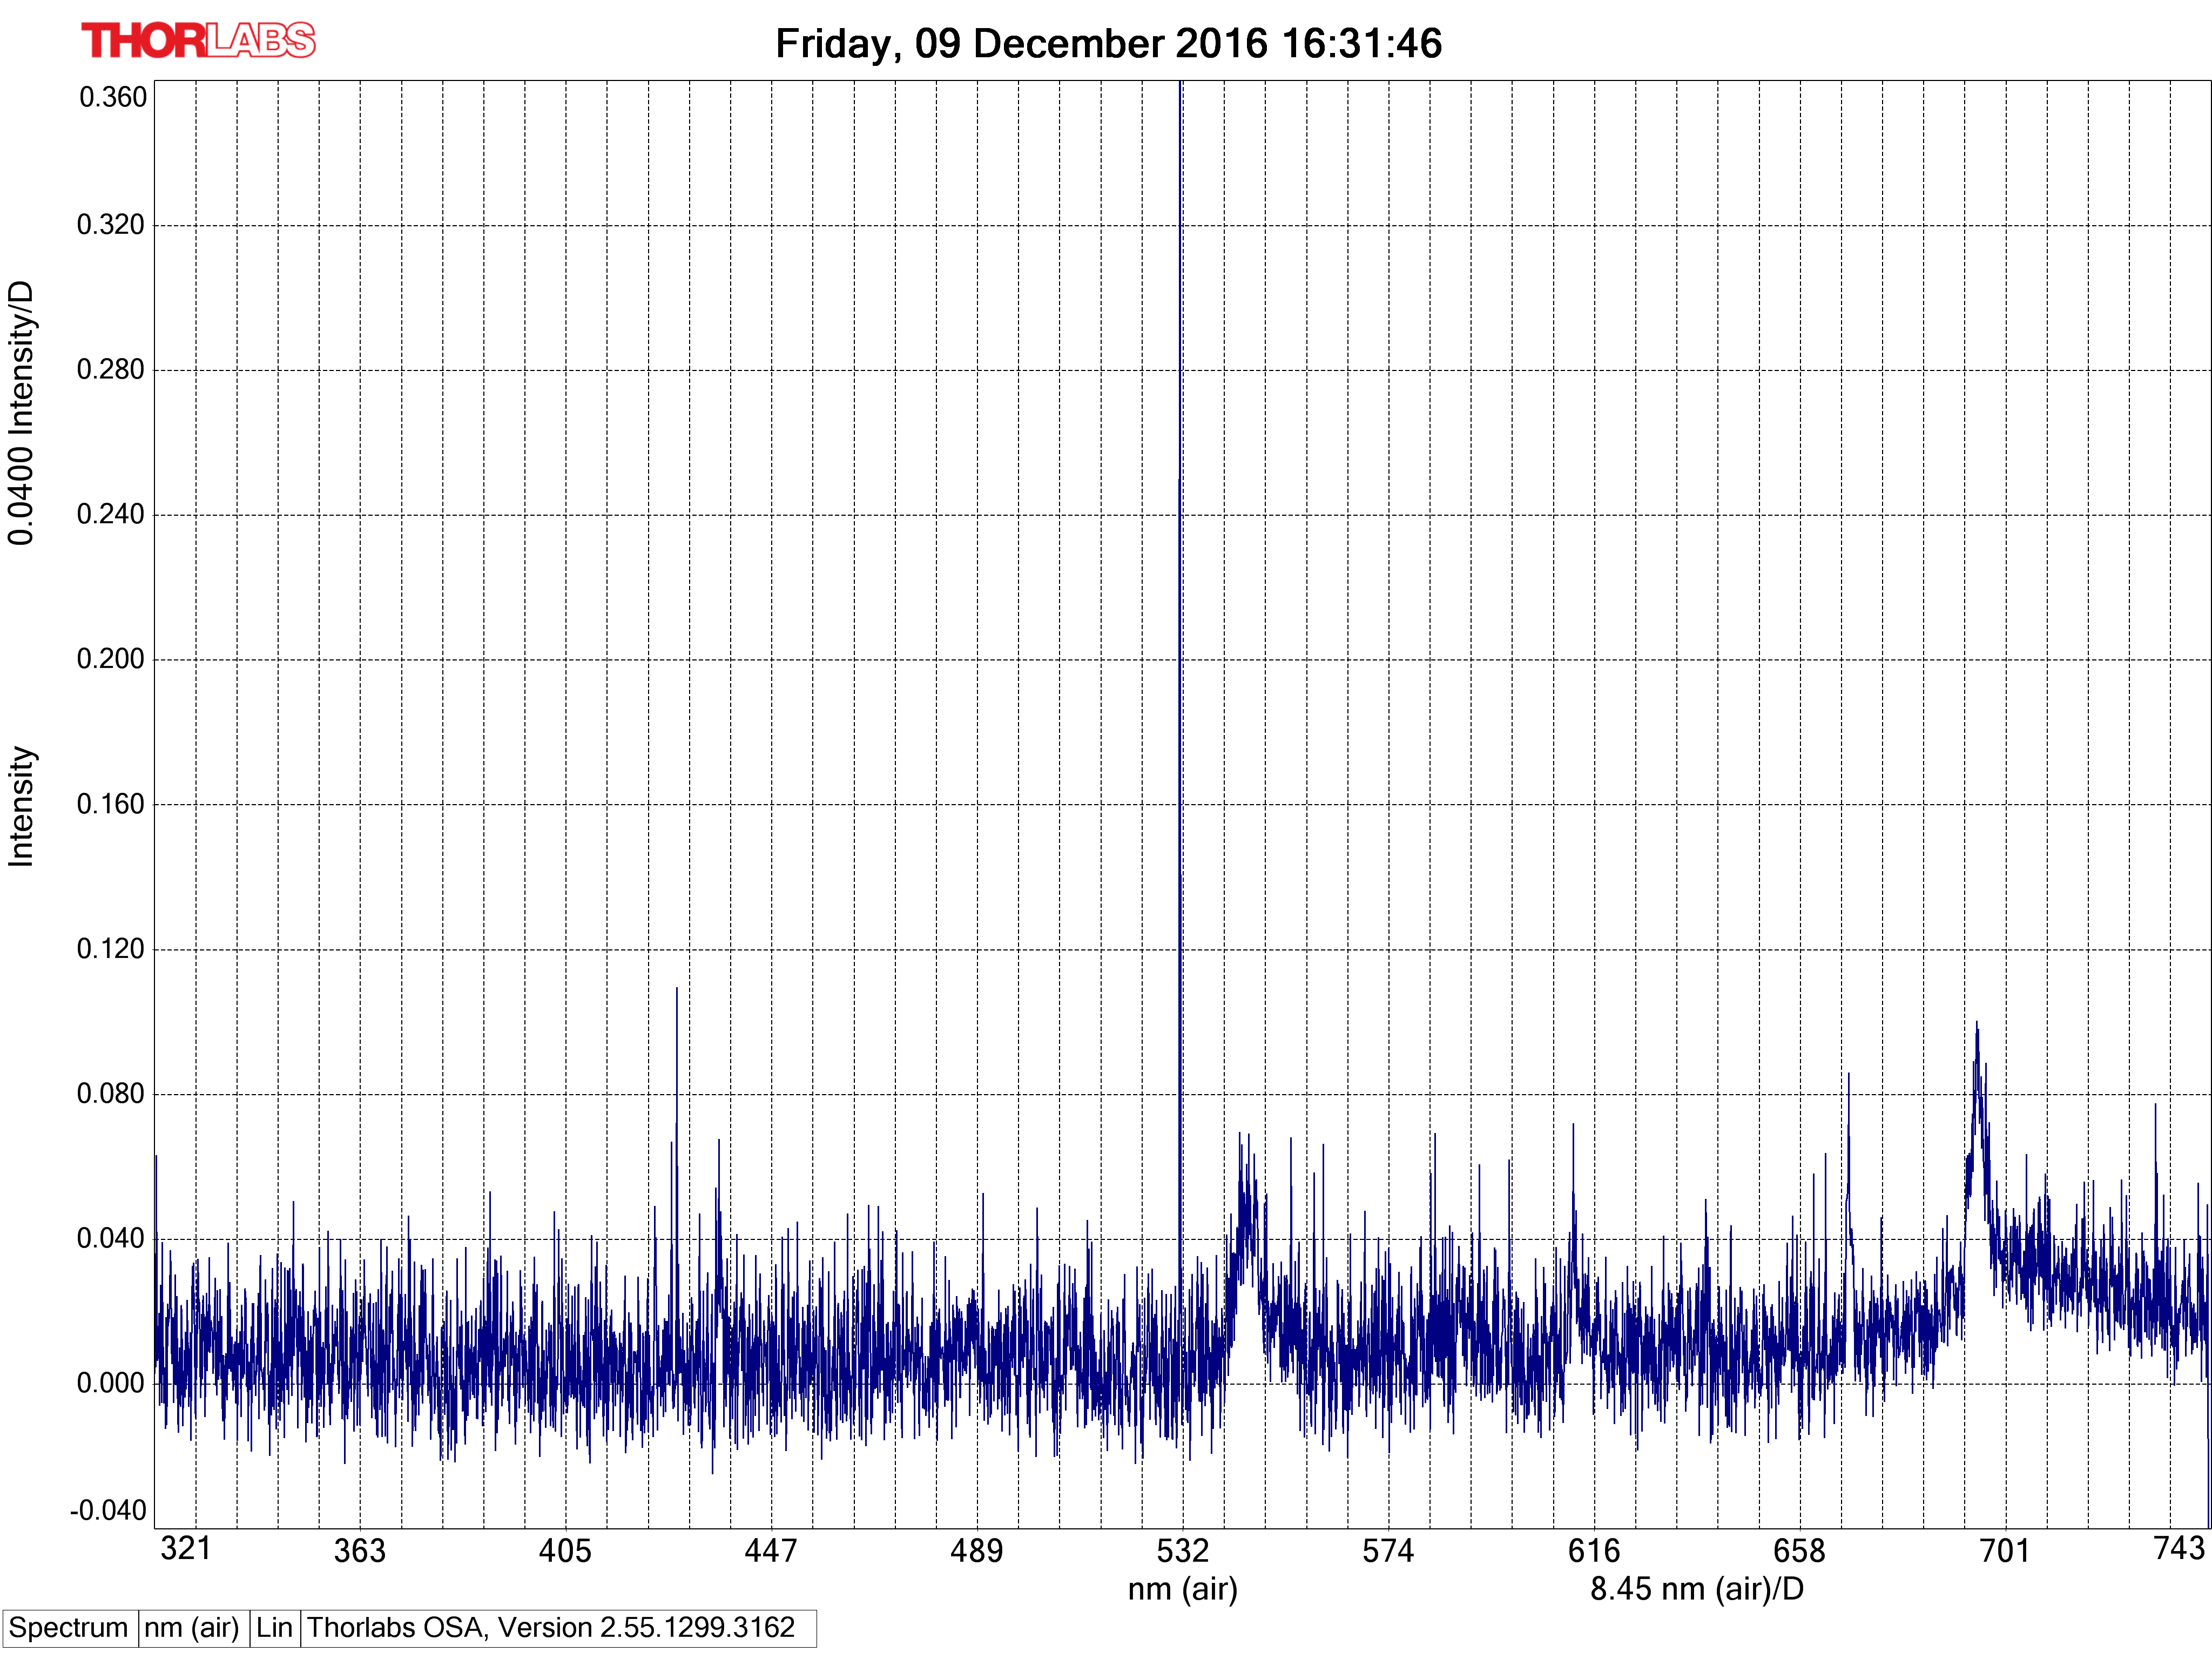 THORLABS
Friday, 09 December 2016 16:31:46
0.360
0.320
0.280
0.240
0.200
0.160
0.120
0.080
0.040
0.000
-0.040
0.0400 Intensity/D
Intensity
321 363 405 447 489 532 574 616 658 701 743
nm (air) 8.45 nm (air)/D
Spectrum nm (air) Lin Thorlabs OSA, Version 2.55.1299.3162